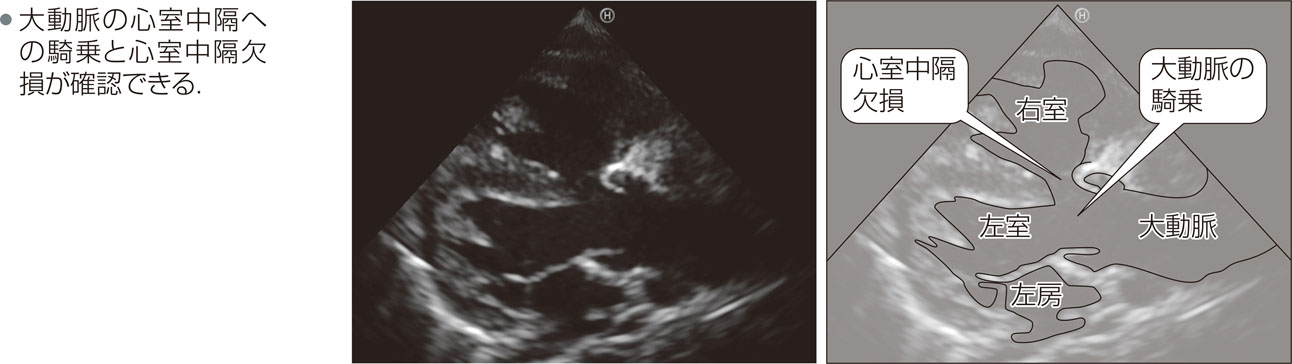 ● 大動脈の心室中隔へ
の騎乗と心室中隔欠
損が確認できる.
Ⓗ
Ⓗ
心室中隔
欠損
大動脈の
騎乗
右室
左室
大動脈
左房